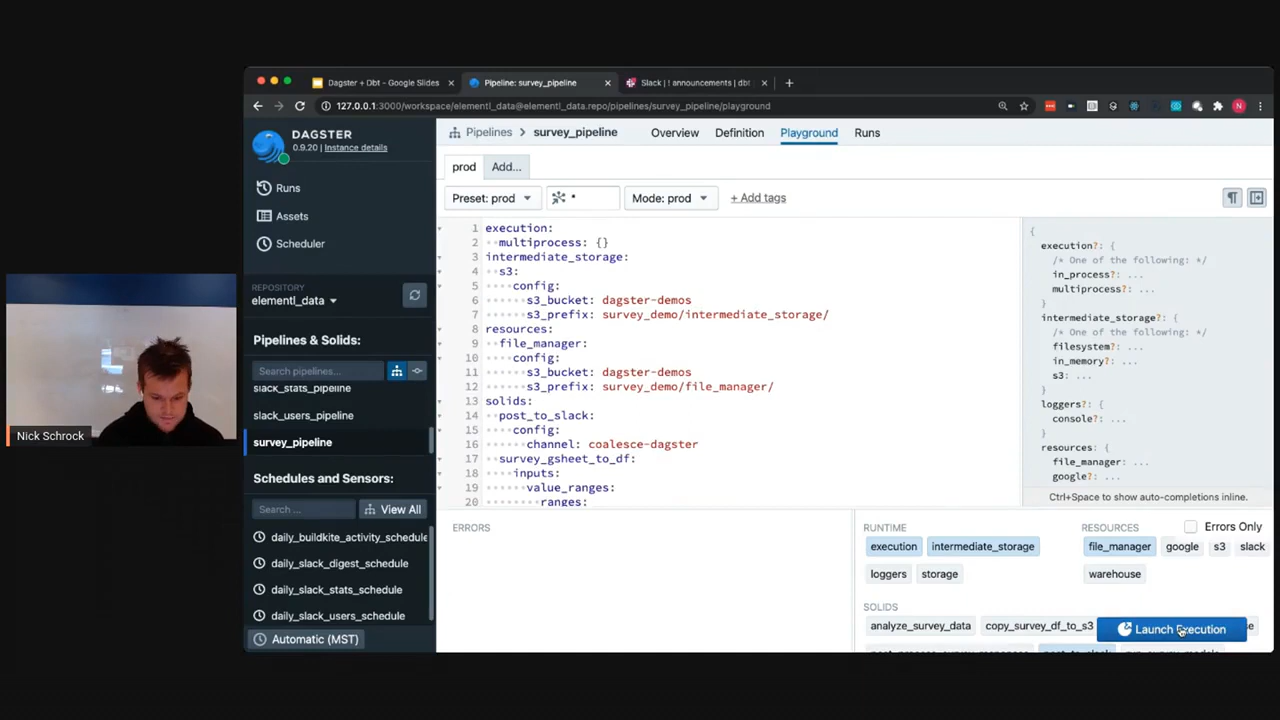 Dagster + Dbt - Google Slides
Pipeline: survey_pipeline
Slack | ! announcements | dbt
127.0.0.1:3000/workspace/elementl_data@elementl_data.repo/pipelines/survey_pipeline/playground
N
DAGSTER
0.9.20 | Instance details
Runs
Assets
Scheduler
REPOSITORY
elementl_data
Pipelines & Solids:
Search pipelines...
slack_stats_pipeline
slack_users_pipeline
survey_pipeline
Schedules and Sensors:
Search ...
View All
daily_buildkite_activity_schedule
daily_slack_digest_schedule
daily_slack_stats_schedule
daily_slack_users_schedule
Automatic (MST)
Pipelines > survey_pipeline
Overview Definition Playground Runs
prod Add...
Preset: prod * Mode: prod + Add tags
1 execution:
2 multiprocess: {}
3 intermediate_storage:
4 s3:
5 config:
6 s3_bucket: dagster-demos
7 s3_prefix: survey_demo/intermediate_storage/
8 resources:
9 file_manager:
10 config:
11 s3_bucket: dagster-demos
12 s3_prefix: survey_demo/file_manager/
13 solids:
14 post_to_slack:
15 config:
16 channel: coalesce-dagster
17 survey_gsheet_to_df:
18 inputs:
19 value_ranges:
20 ranges:
{
execution?: {
/* One of the following: */
in_process?: ...
multiprocess?: ...
}
intermediate_storage?: {
/* One of the following: */
filesystem?: ...
in_memory?: ...
s3: ...
}
loggers?: {
console?: ...
}
resources: {
file_manager: ...
google?: ...
Ctrl+Space to show auto-completions inline.
ERRORS
RUNTIME
execution intermediate_storage
loggers storage
RESOURCES
Errors Only
file_manager google s3 slack
warehouse
SOLIDS
analyze_survey_data copy_survey_df_to_s3
Launch Execution
Nick Schrock